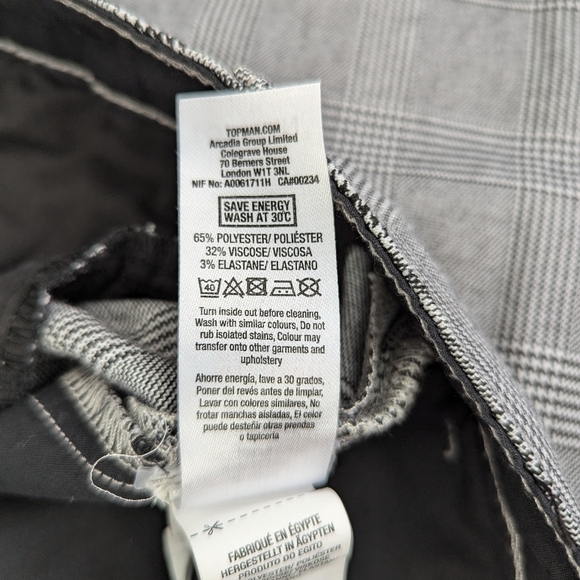 TOPMAN.COM
Arcadia Group Limited
Colegrave House
70 Berners Street
London W1T 3NL
NIF No: A0061711H CA#00234
SAVE ENERGY
WASH AT 30°C
65% POLYESTER/ POLIÉSTER
32% VISCOSE/ VISCOSA
3% ELASTANE/ ELASTANO
40
Turn inside out before cleaning,
Wash with similar colours, Do not
rub isolated stains, Colour may
transfer onto other garments and
upholstery
Ahorre energía, lave a 30 grados,
Poner del revés antes de limpiar,
Lavar con colores similares, No
frotar manchas aisladas, El color
puede desteñir otras prendas
o tapicería
FABRIQUÉ EN ÉGYPTE
HERGESTELLT IN ÄGYPTEN
PRODUTO DO EGITO